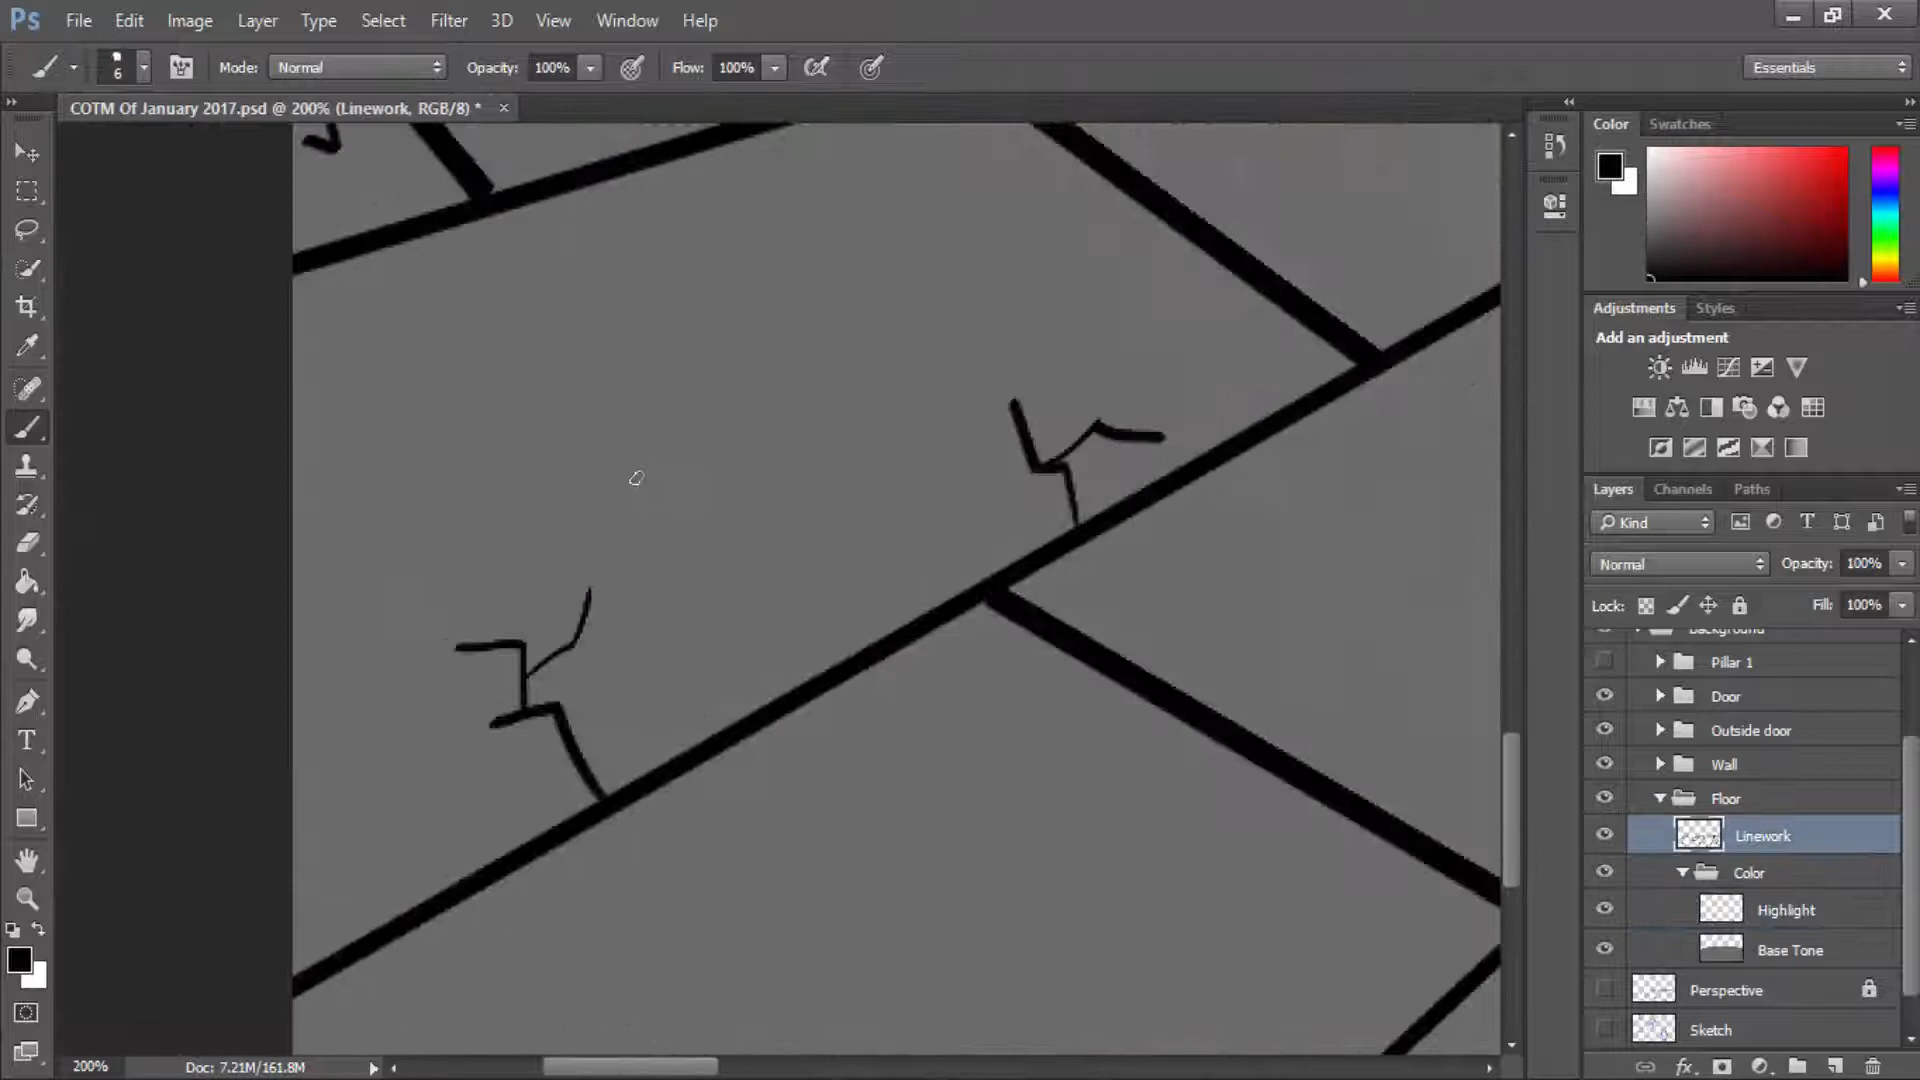 Ps File Edit Image Layer Type Select Filter 3D View Window Help
6 Mode: Normal Opacity: 100% Flow: 100% Essentials
COTM Of January 2017.psd @ 200% (Linework, RGB/8) * ×
Color Swatches
Adjustments Styles
Add an adjustment
Layers Channels Paths
Kind
Normal Opacity: 100%
Lock: Fill: 100%
Background
Pillar 1
Door
Outside door
Wall
Floor
Linework
Color
Highlight
Base Tone
Perspective
Sketch
200% Doc: 7.21M/161.8M